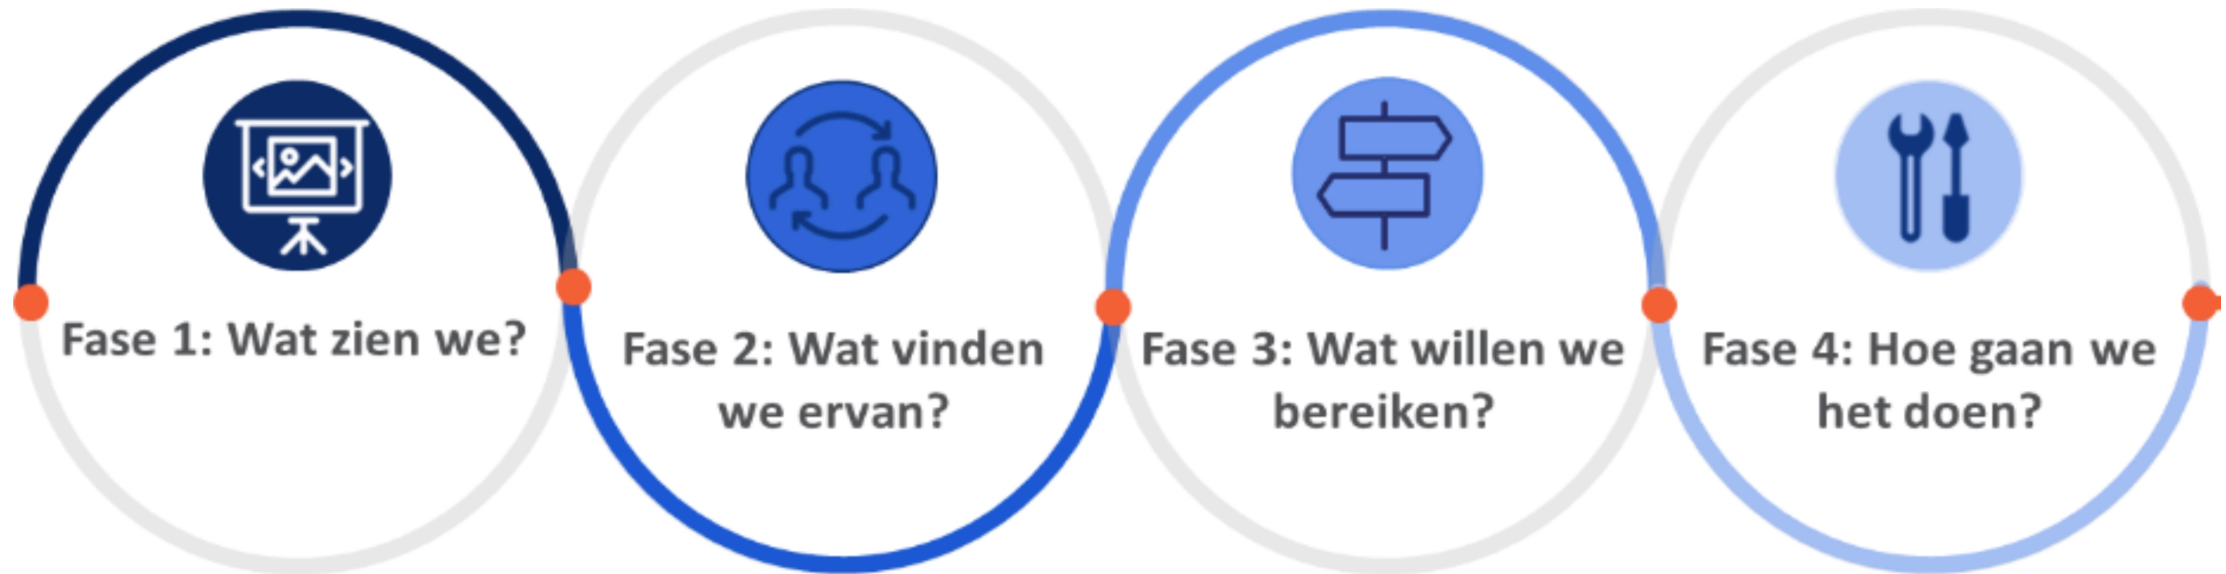 Fase 1: Wat zien we?
Fase 2: Wat vinden
we ervan?
Fase 3: Wat willen we
bereiken?
Fase 4: Hoe gaan we
het doen?